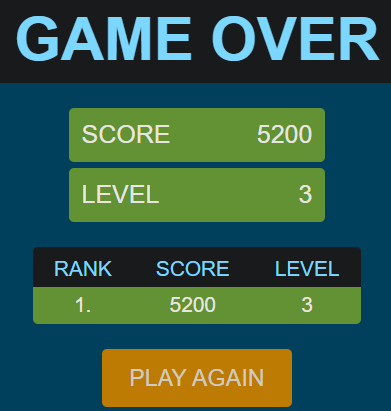 GAME OVER
SCORE 5200
LEVEL 3
RANK SCORE LEVEL
1. 5200 3
PLAY AGAIN